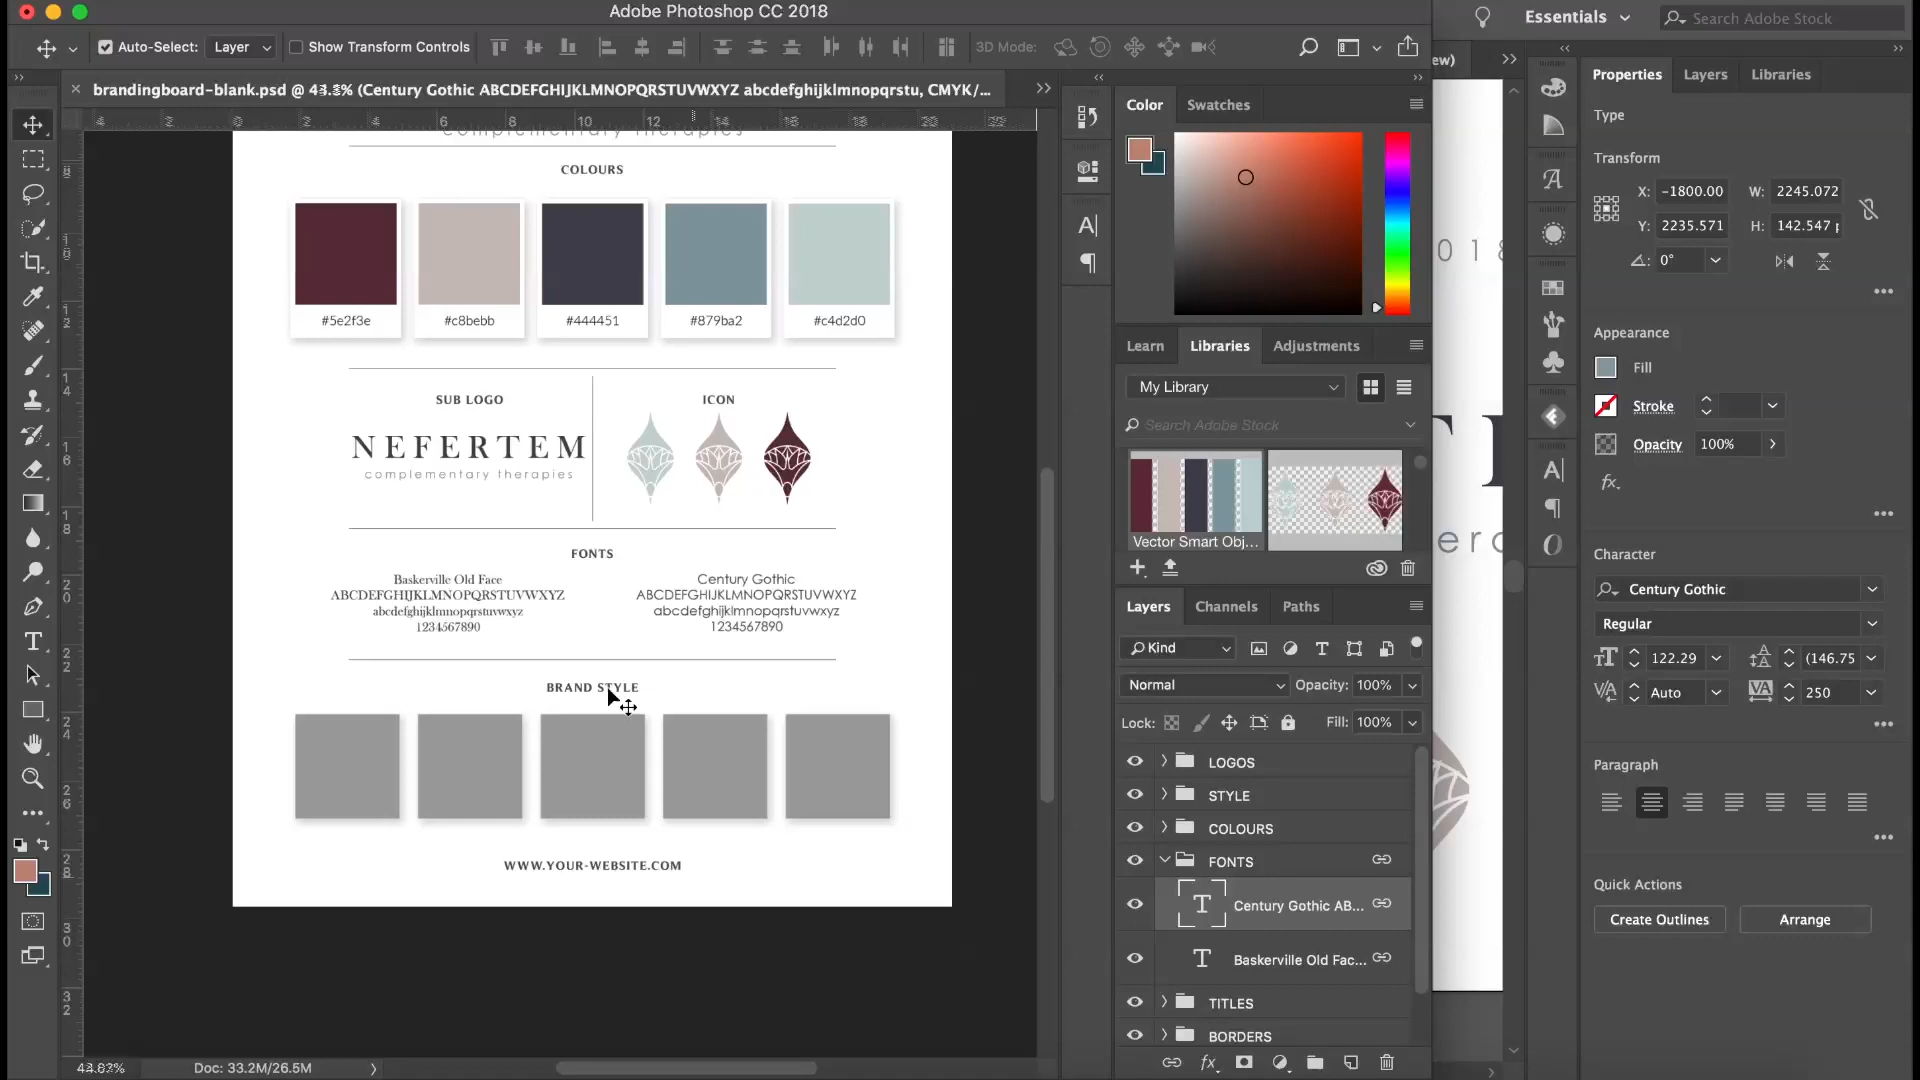 Adobe Photoshop CC 2018
Essentials
Search Adobe Stock
Auto-Select:
Layer
Show Transform Controls
3D Mode:
brandingboard-blank.psd @ 43.3% (Century Gothic ABCDEFGHIJKLMNOPQRSTUVWXYZ abcdefghijklmnopqrstu, CMYK/...
ew)
complementary therapies
COLOURS
#5e2f3e
#c8bebb
#444451
#879ba2
#c4d2d0
SUB LOGO
ICON
NEFERTEM
complementary therapies
FONTS
Baskerville Old Face
ABCDEFGHIJKLMNOPQRSTUVWXYZ
abcdefghijklmnopqrstuvwxyz
1234567890
Century Gothic
ABCDEFGHIJKLMNOPQRSTUVWXYZ
abcdefghijklmnopqrstuvwxyz
1234567890
BRAND STYLE
WWW.YOUR-WEBSITE.COM
Doc: 33.2M/26.5M
Color
Swatches
Learn
Libraries
Adjustments
My Library
Search Adobe Stock
Vector Smart Obj...
Layers
Channels
Paths
Kind
Normal
Opacity: 100%
Lock:
Fill: 100%
LOGOS
STYLE
COLOURS
FONTS
Century Gothic AB...
Baskerville Old Fac...
TITLES
BORDERS
018
erc
Properties
Layers
Libraries
Type
Transform
X: -1800.00
W: 2245.072
Y: 2235.571
H: 142.547 p
0°
Appearance
Fill
Stroke
Opacity
100%
fx
Character
Century Gothic
Regular
122.29
(146.75
Auto
250
Paragraph
Quick Actions
Create Outlines
Arrange